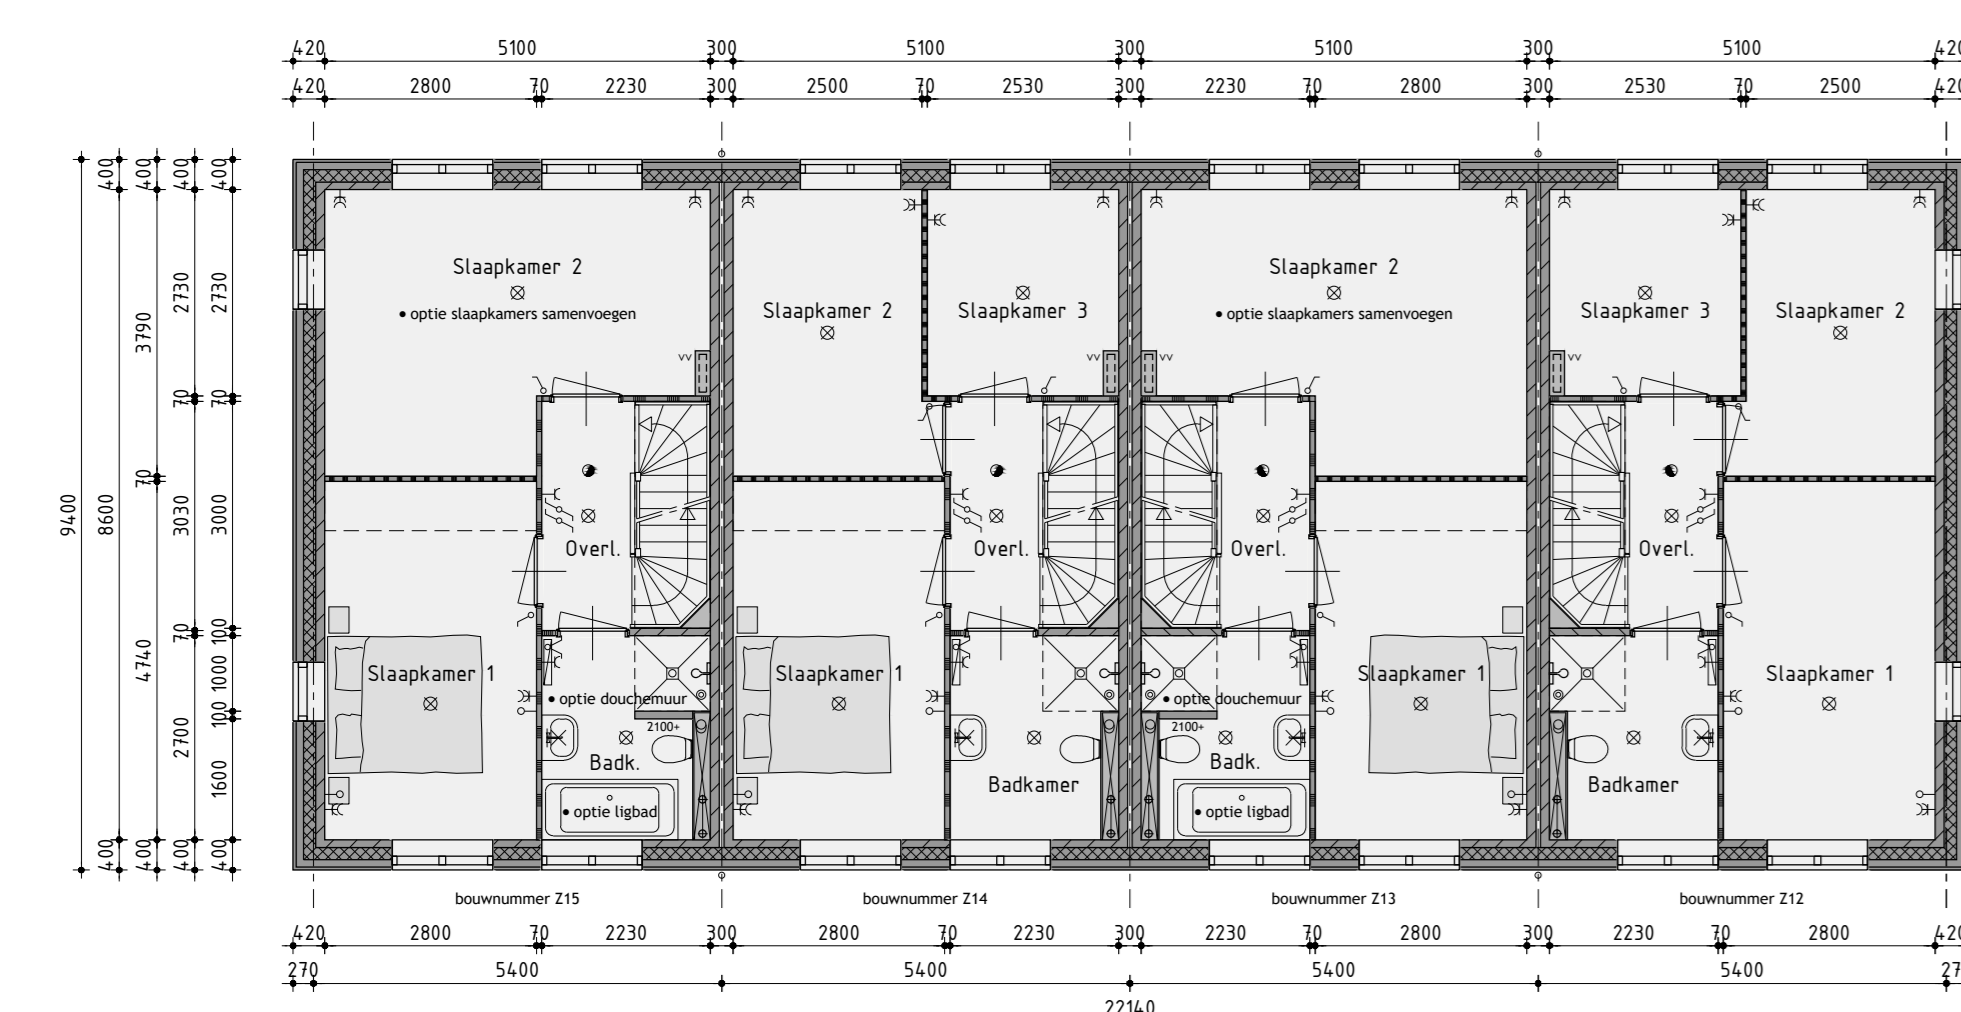 420 5100 300 5100 300 5100 300 5100 420
420 2800 70 2230 300 2500 70 2530 300 2230 70 2800 300 2530 70 2500 420
9400
400 8600 400
400 3790 70 4740 400
400 2730 70 3030 70 2700 400
400 2730 70 3000 100 1000 100 1600 400
Slaapkamer 2
• optie slaapkamers samenvoegen
vv
Overl.
Slaapkamer 1
• optie douchemuur
2100+
Badk.
• optie ligbad
Slaapkamer 2
Slaapkamer 3
vv
Overl.
Slaapkamer 1
Badkamer
Slaapkamer 2
• optie slaapkamers samenvoegen
vv
Overl.
Slaapkamer 1
• optie douchemuur
2100+
Badk.
• optie ligbad
Slaapkamer 3
Slaapkamer 2
vv
Overl.
Slaapkamer 1
Badkamer
bouwnummer Z15 bouwnummer Z14 bouwnummer Z13 bouwnummer Z12
420 2800 70 2230 300 2800 70 2230 300 2230 70 2800 300 2230 70 2800 420
270 5400 5400 5400 5400 27
22140